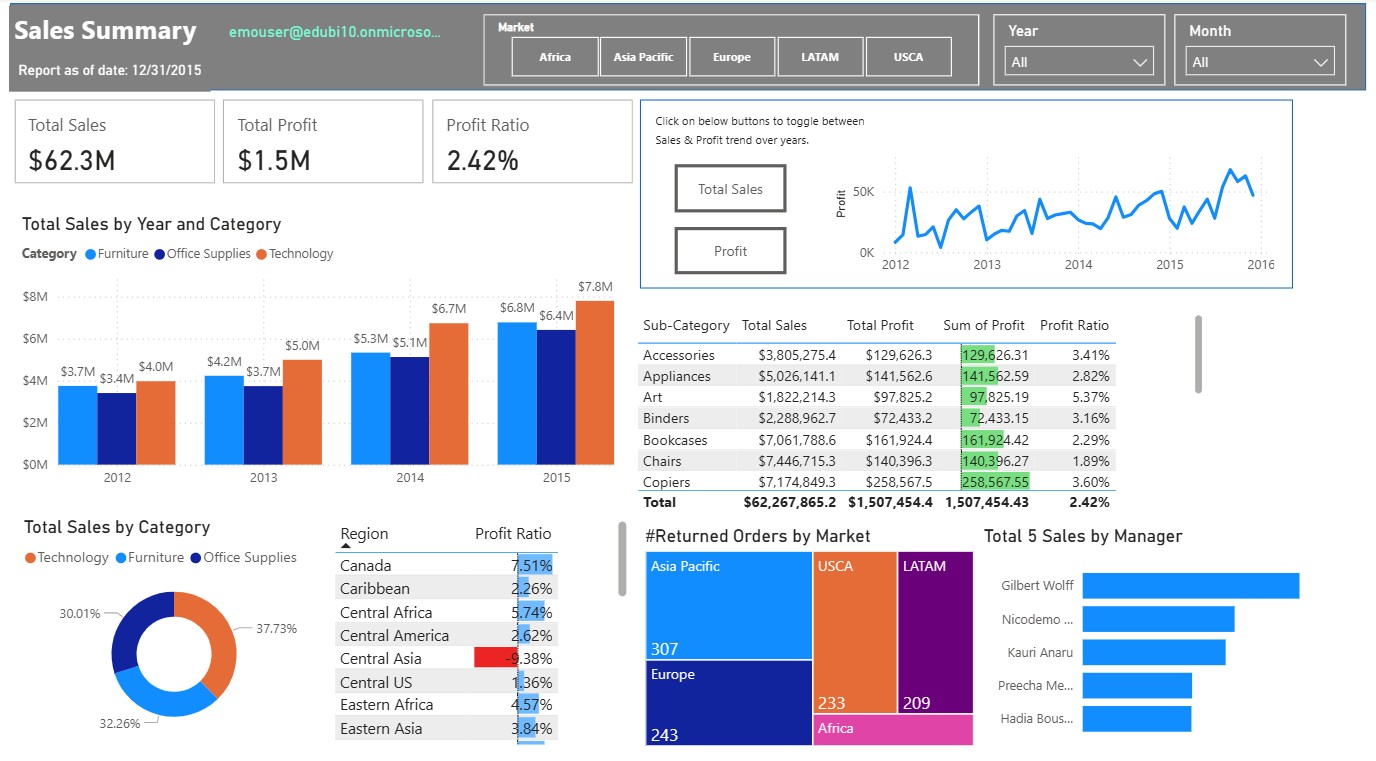 Sales Summary
emouser@edubi10.onmicroso...
Report as of date: 12/31/2015
Market
Africa
Asia Pacific
Europe
LATAM
USCA
Year
All
Month
All
Total Sales
$62.3M
Total Profit
$1.5M
Profit Ratio
2.42%
Click on below buttons to toggle between
Sales & Profit trend over years.
Total Sales
Profit
Profit
50K
0K
2012 2013 2014 2015 2016
Total Sales by Year and Category
Category Furniture Office Supplies Technology
$8M
$6M
$4M
$2M
$0M
$3.7M $3.4M $4.0M
$4.2M $3.7M $5.0M
$5.3M $5.1M $6.7M
$6.8M $6.4M $7.8M
2012 2013 2014 2015
Sub-Category Total Sales Total Profit Sum of Profit Profit Ratio
Accessories $3,805,275.4 $129,626.3 129,626.31 3.41%
Appliances $5,026,141.1 $141,562.6 141,562.59 2.82%
Art $1,822,214.3 $97,825.2 97,825.19 5.37%
Binders $2,288,962.7 $72,433.2 72,433.15 3.16%
Bookcases $7,061,788.6 $161,924.4 161,924.42 2.29%
Chairs $7,446,715.3 $140,396.3 140,396.27 1.89%
Copiers $7,174,849.3 $258,567.5 258,567.55 3.60%
Total $62,267,865.2 $1,507,454.4 1,507,454.43 2.42%
Total Sales by Category
Technology Furniture Office Supplies
30.01%
37.73%
32.26%
Region Profit Ratio
Canada 7.51%
Caribbean 2.26%
Central Africa 5.74%
Central America 2.62%
Central Asia -9.38%
Central US 1.36%
Eastern Africa 4.57%
Eastern Asia 3.84%
#Returned Orders by Market
Asia Pacific
307
Europe
243
USCA
233
LATAM
209
Africa
Total 5 Sales by Manager
Gilbert Wolff
Nicodemo ...
Kauri Anaru
Preecha Me...
Hadia Bous...